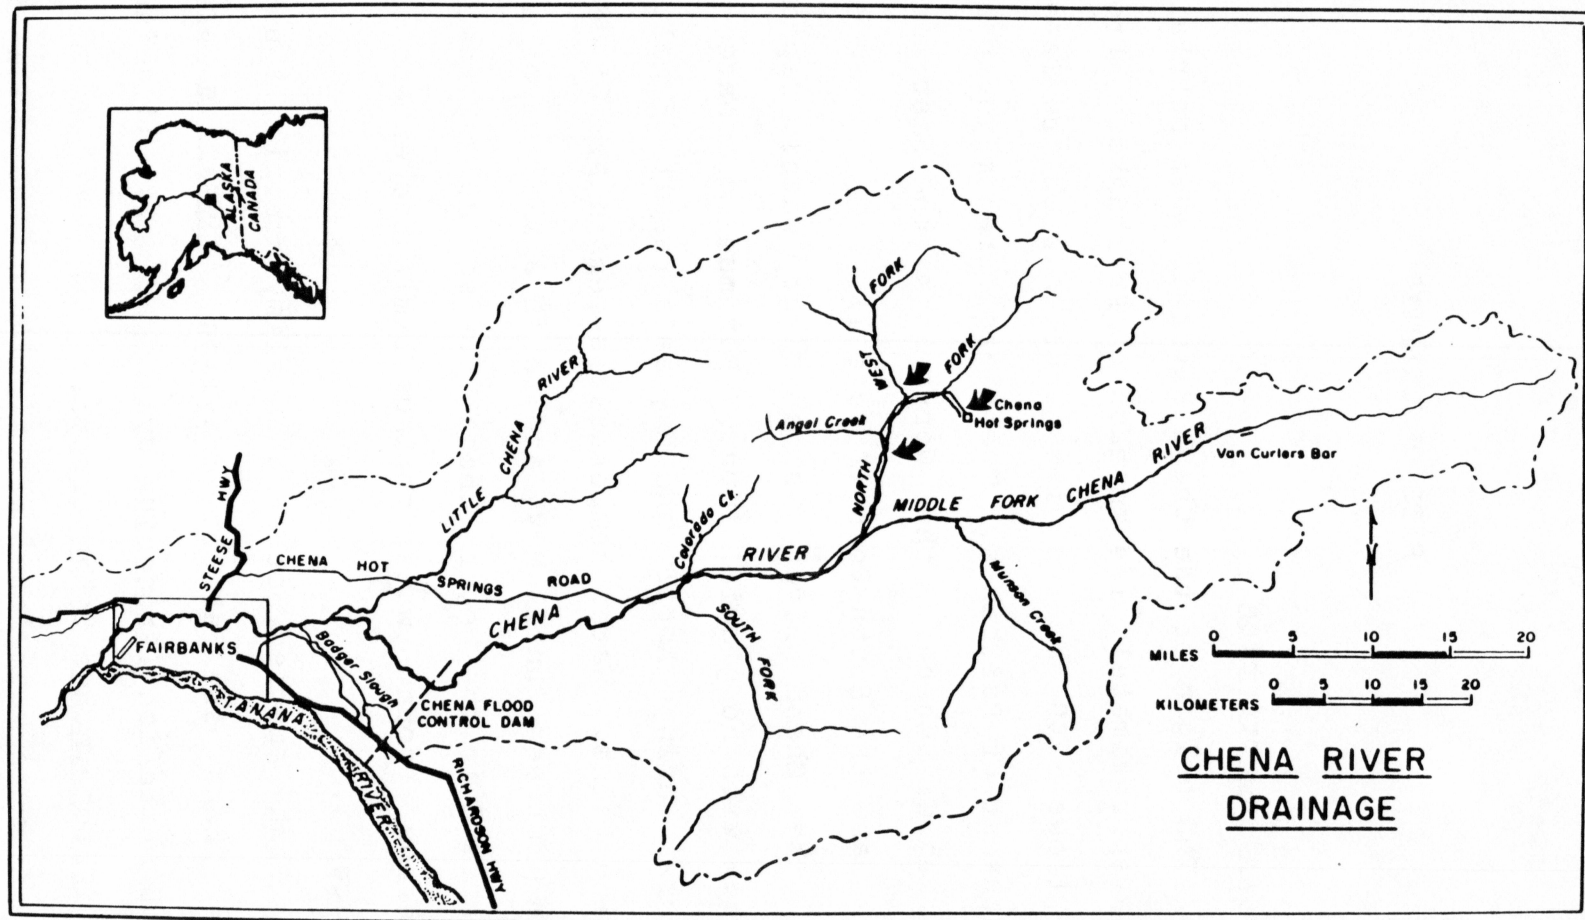 ALASKA
CANADA
FORK
WEST
FORK
Chena
Hot Springs
Angel Creek
NORTH
LITTLE CHENA RIVER
Colorado Ck.
MIDDLE FORK CHENA RIVER
Van Curlers Bar
STEESE HWY
CHENA HOT SPRINGS ROAD
CHENA RIVER
Munson Creek
SOUTH FORK
FAIRBANKS
Badger Slough
CHENA FLOOD
CONTROL DAM
TANANA RIVER
RICHARDSON HWY
N
0 5 10 15 20
MILES
0 5 10 15 20
KILOMETERS
CHENA RIVER
DRAINAGE